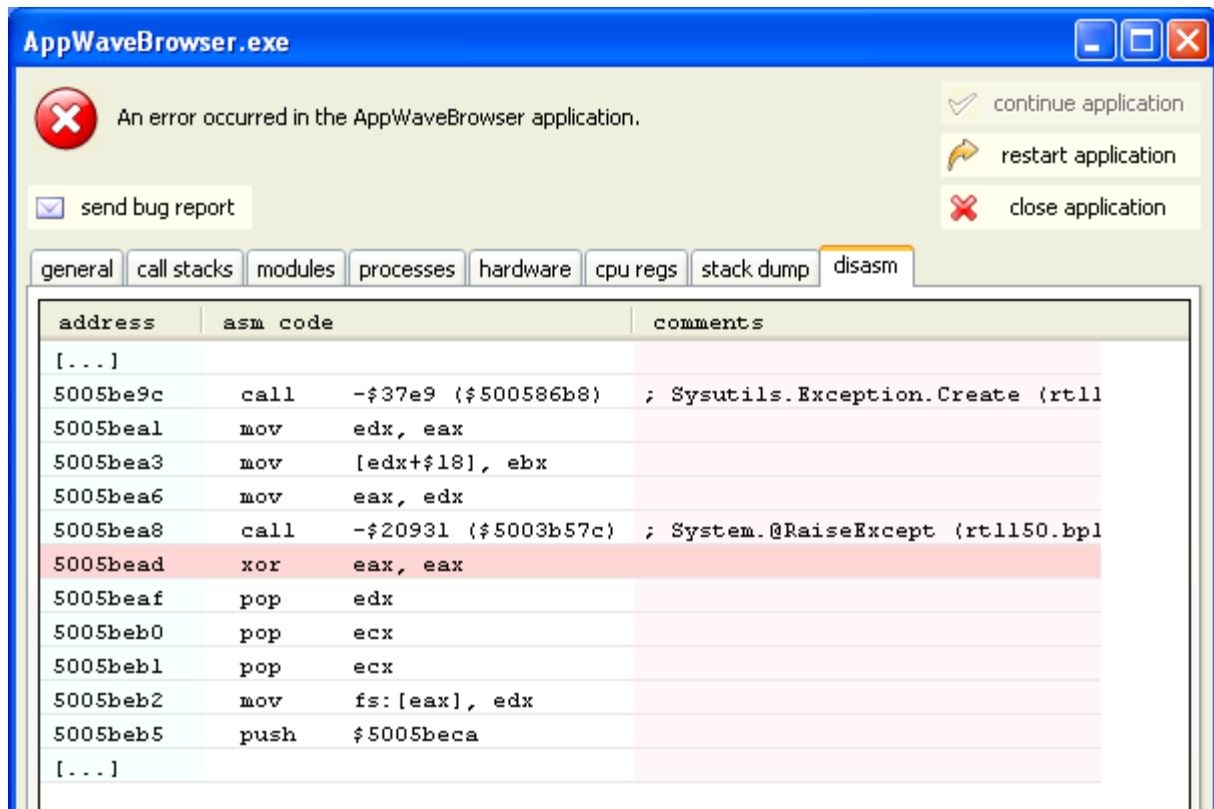 AppWaveBrowser.exe
An error occurred in the AppWaveBrowser application.
continue application
restart application
send bug report
close application
general call stacks modules processes hardware cpu regs stack dump disasm
address asm code comments
[...]
5005be9c call -$37e9 ($500586b8) ; Sysutils.Exception.Create (rtl1
5005bea1 mov edx, eax
5005bea3 mov [edx+$18], ebx
5005bea6 mov eax, edx
5005bea8 call -$20931 ($5003b57c) ; System.@RaiseExcept (rtl150.bpl
5005bead xor eax, eax
5005beaf pop edx
5005beb0 pop ecx
5005beb1 pop ecx
5005beb2 mov fs:[eax], edx
5005beb5 push $5005beca
[...]